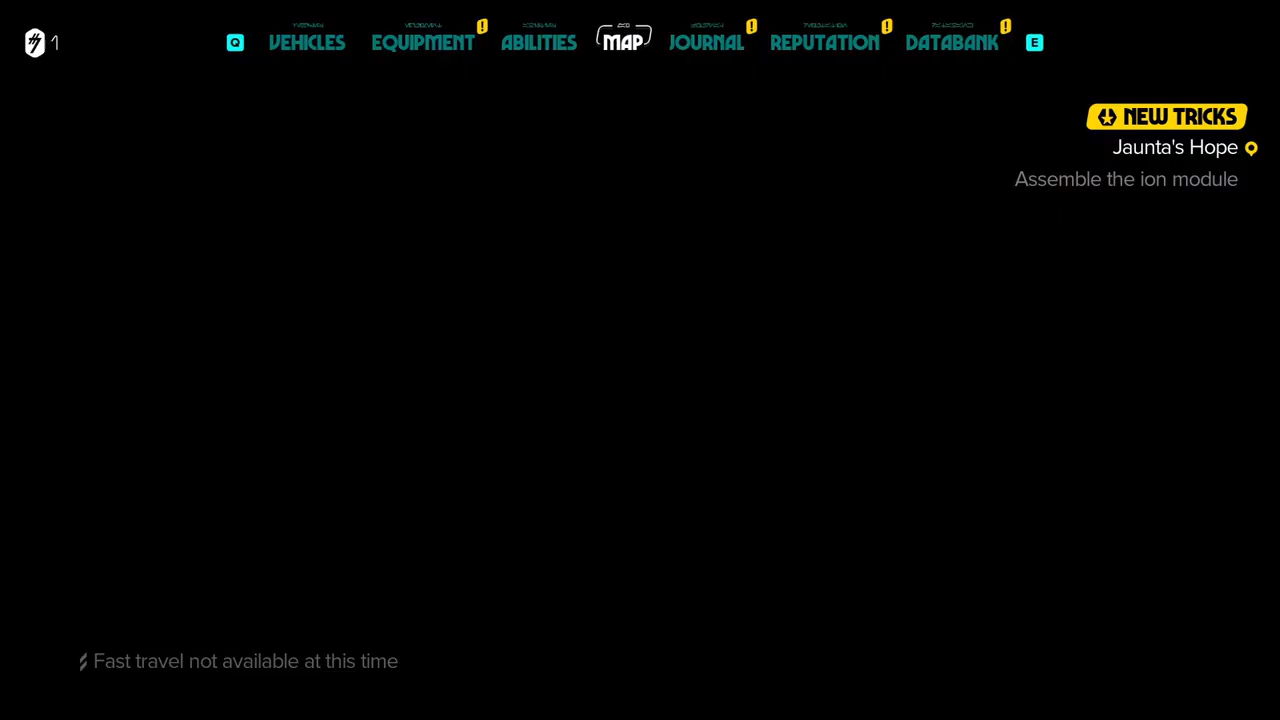 1
Q
VEHICLES
EQUIPMENT
ABILITIES
MAP
JOURNAL
REPUTATION
DATABANK
E
NEW TRICKS
Jaunta's Hope
Assemble the ion module
Fast travel not available at this time